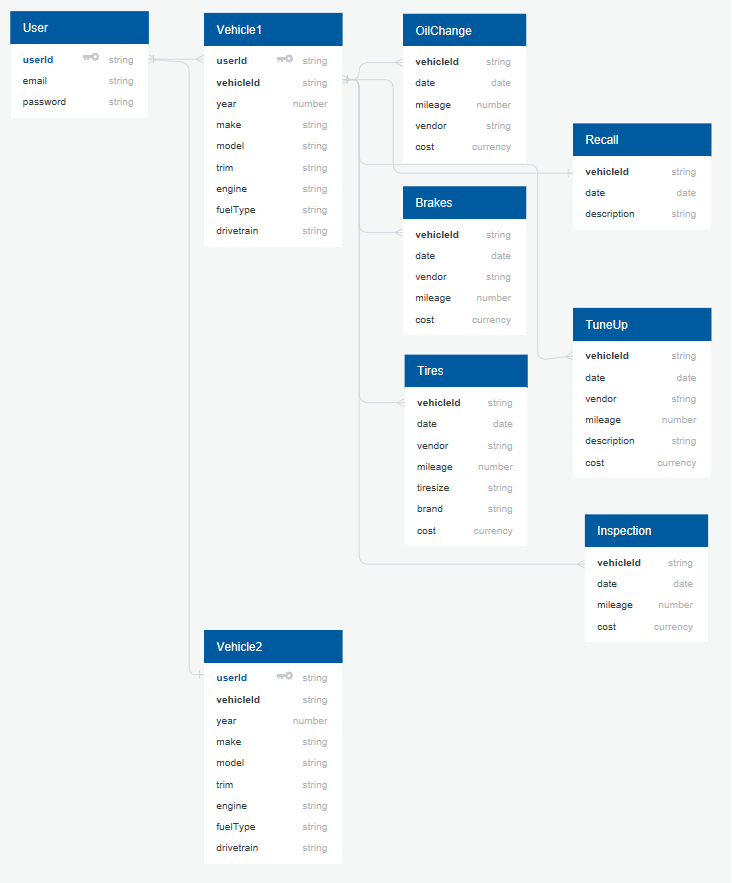 User
userId string
email string
password string
Vehicle1
userId string
vehicleId string
year number
make string
model string
trim string
engine string
fuelType string
drivetrain string
OilChange
vehicleId string
date date
mileage number
vendor string
cost currency
Recall
vehicleId string
date date
description string
Brakes
vehicleId string
date date
vendor string
mileage number
cost currency
TuneUp
vehicleId string
date date
vendor string
mileage number
description string
cost currency
Tires
vehicleId string
date date
vendor string
mileage number
tiresize string
brand string
cost currency
Inspection
vehicleId string
date date
mileage number
cost currency
Vehicle2
userId string
vehicleId string
year number
make string
model string
trim string
engine string
fuelType string
drivetrain string